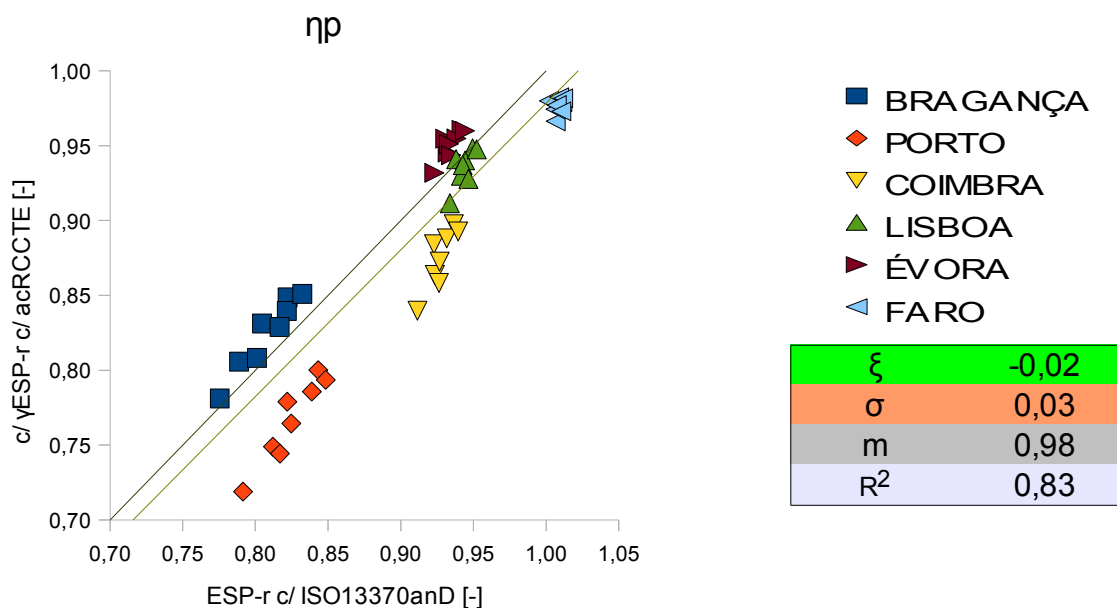 ηp
1,00
0,95
0,90
0,85
0,80
0,75
0,70
c/ γESP-r c/ acRCCTE [-]
0,70 0,75 0,80 0,85 0,90 0,95 1,00 1,05
ESP-r c/ ISO13370anD [-]
BRAGANÇA
PORTO
COIMBRA
LISBOA
ÉVORA
FARO
ξ -0,02
σ 0,03
m 0,98
R² 0,83